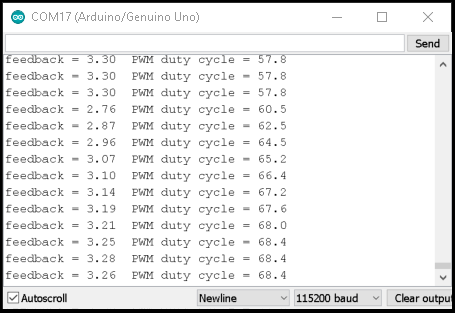 COM17 (Arduino/Genuino Uno)
Send
feedback = 3.30  PWM duty cycle = 57.8
feedback = 3.30  PWM duty cycle = 57.8
feedback = 3.30  PWM duty cycle = 57.8
feedback = 2.76  PWM duty cycle = 60.5
feedback = 2.87  PWM duty cycle = 62.5
feedback = 2.96  PWM duty cycle = 64.5
feedback = 3.07  PWM duty cycle = 65.2
feedback = 3.10  PWM duty cycle = 66.4
feedback = 3.14  PWM duty cycle = 67.2
feedback = 3.19  PWM duty cycle = 67.6
feedback = 3.21  PWM duty cycle = 68.0
feedback = 3.25  PWM duty cycle = 68.4
feedback = 3.28  PWM duty cycle = 68.4
feedback = 3.26  PWM duty cycle = 68.4
Autoscroll Newline 115200 baud Clear output